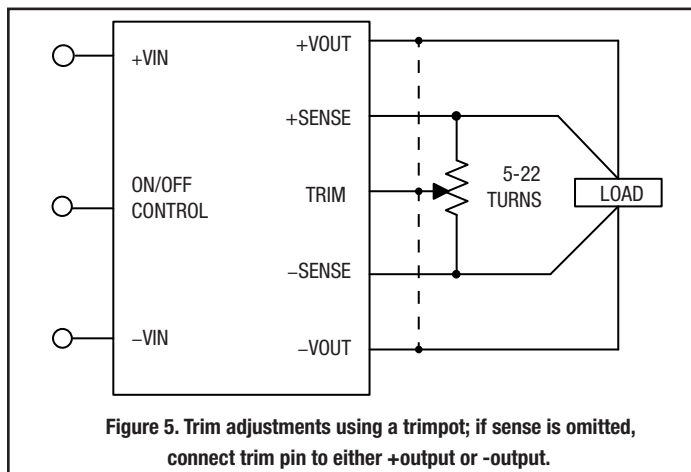 +VIN
+VOUT
+SENSE
ON/OFF
CONTROL
TRIM
5-22
TURNS
LOAD
−SENSE
−VIN
−VOUT
Figure 5. Trim adjustments using a trimpot; if sense is omitted,
connect trim pin to either +output or -output.